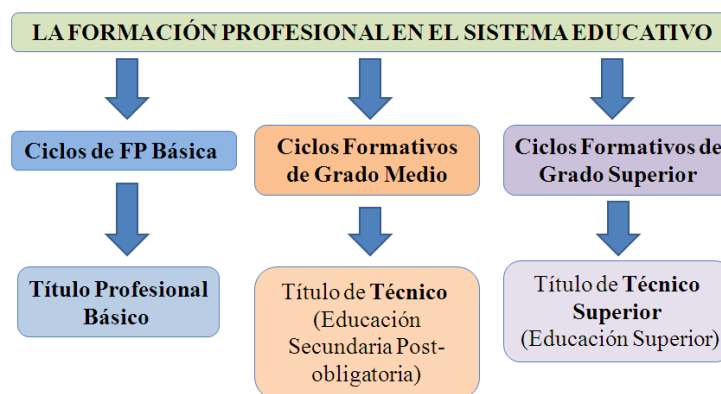 LA FORMACIÓN PROFESIONAL EN EL SISTEMA EDUCATIVO
Ciclos de FP Básica
Ciclos Formativos
de Grado Medio
Ciclos Formativos de
Grado Superior
Título Profesional
Básico
Título de Técnico
(Educación
Secundaria Post-
obligatoria)
Título de Técnico
Superior
(Educación Superior)